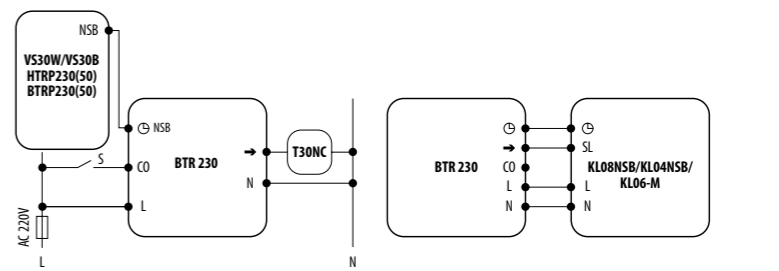 NSB
VS30W/VS30B
HTRP230(50)
BTRP230(50)
NSB
S
CO
BTR 230
T30NC
N
L
AC 220V
L
N
BTR 230
CO
L
N
SL
KL08NSB/KL04NSB/
KL06-M
L
N